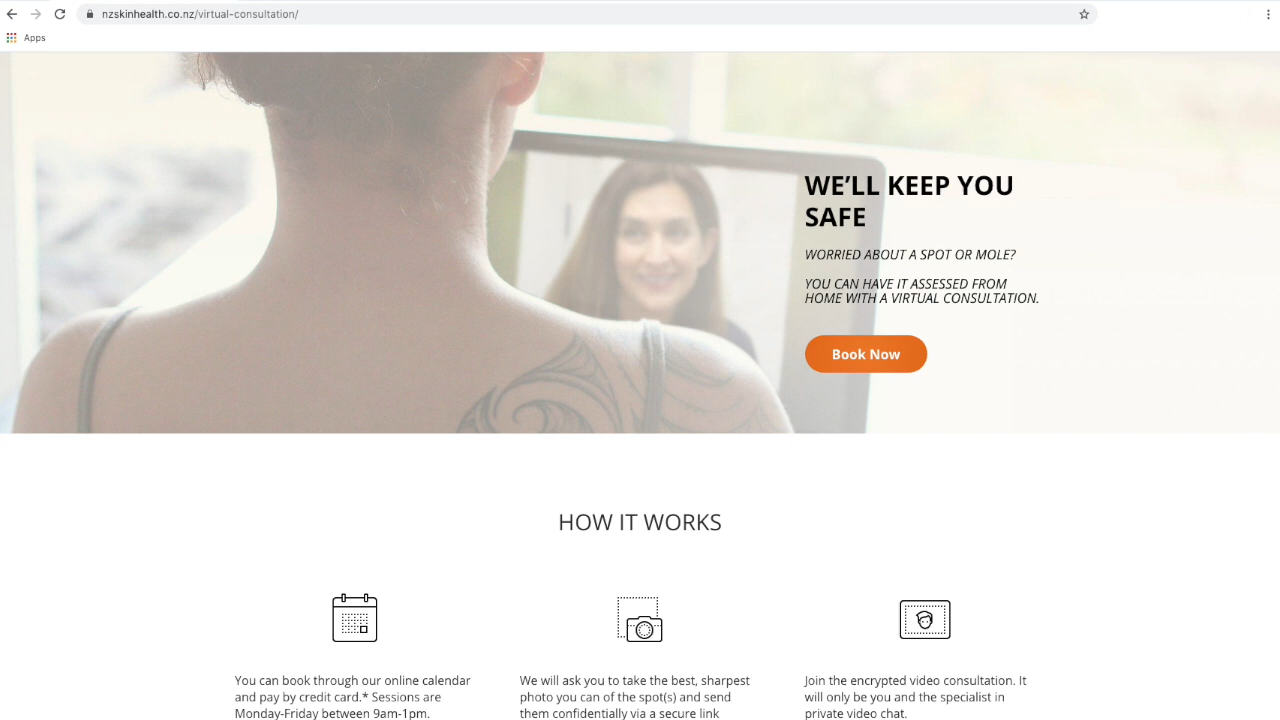 nzskinhealth.co.nz/virtual-consultation/
Apps
WE'LL KEEP YOU
SAFE
WORRIED ABOUT A SPOT OR MOLE?
YOU CAN HAVE IT ASSESSED FROM
HOME WITH A VIRTUAL CONSULTATION.
Book Now
HOW IT WORKS
You can book through our online calendar
and pay by credit card.* Sessions are
Monday-Friday between 9am-1pm.
We will ask you to take the best, sharpest
photo you can of the spot(s) and send
them confidentially via a secure link
Join the encrypted video consultation. It
will only be you and the specialist in
private video chat.